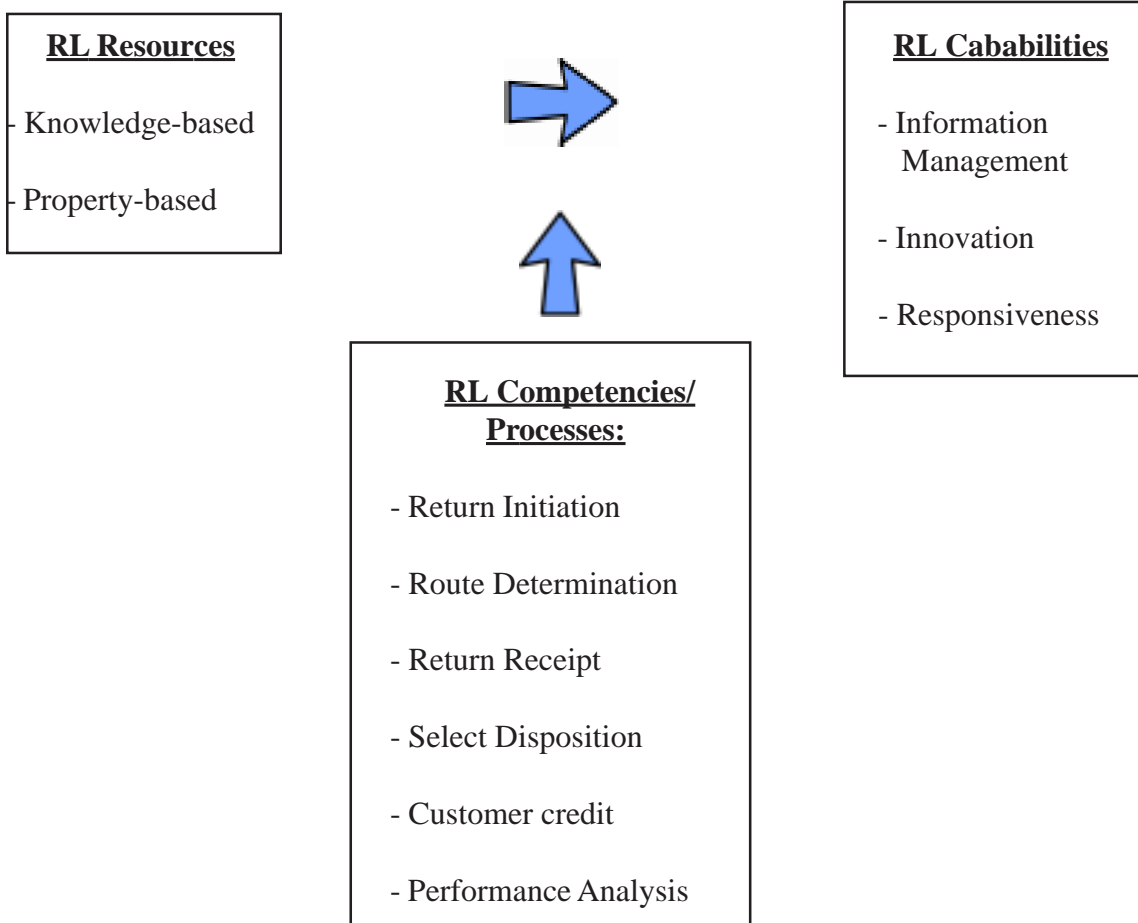 RL Resources
- Knowledge-based
- Property-based
RL Cababilities
- Information
Management
- Innovation
- Responsiveness
RL Competencies/
Processes:
- Return Initiation
- Route Determination
- Return Receipt
- Select Disposition
- Customer credit
- Performance Analysis